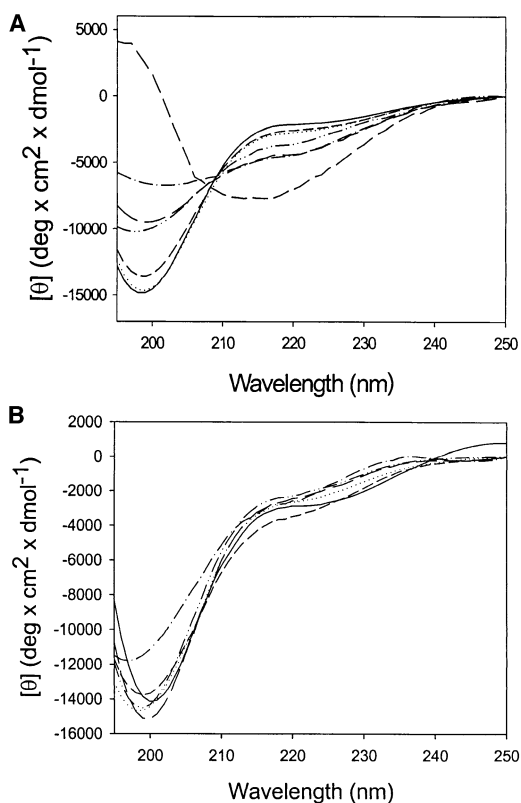 A
5000
0
-5000
-10000
-15000
[θ] (deg x cm2 x dmol-1)
200 210 220 230 240 250
Wavelength (nm)
B
2000
0
-2000
-4000
-6000
-8000
-10000
-12000
-14000
-16000
[θ] (deg x cm2 x dmol-1)
200 210 220 230 240 250
Wavelength (nm)